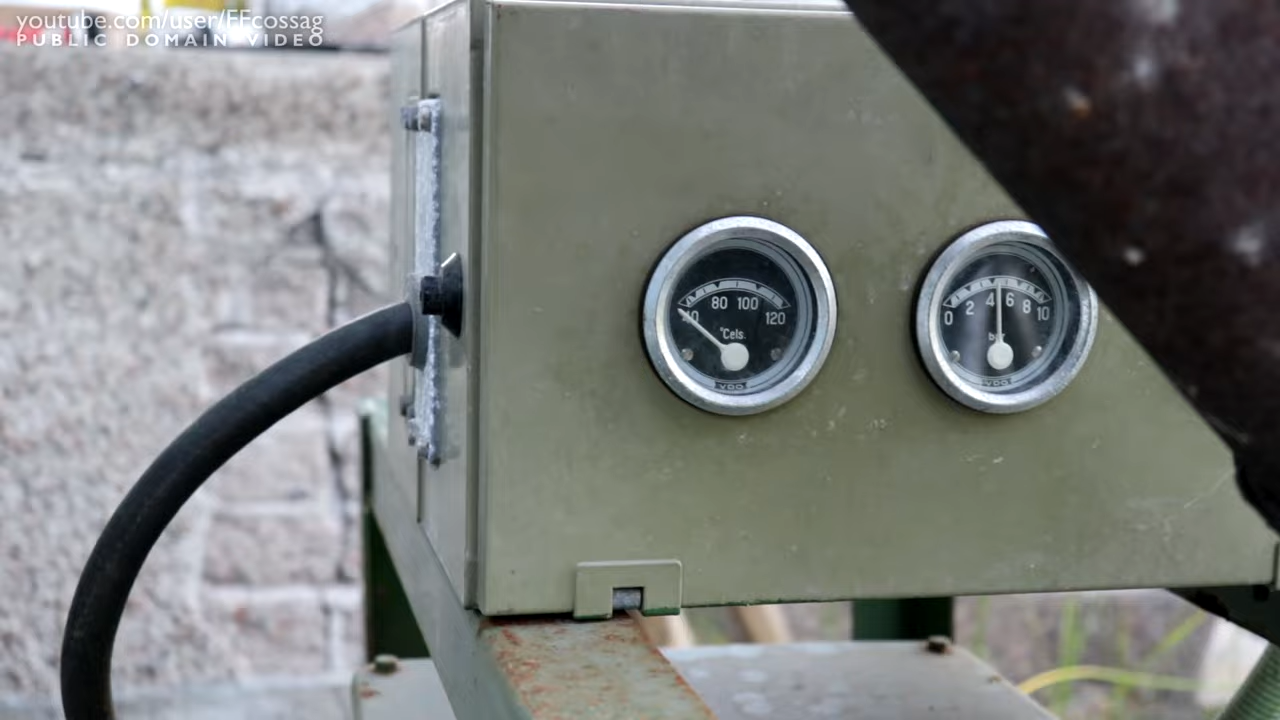 youtube.com/user/FFcossag
PUBLIC DOMAIN VIDEO
40 80 100 120
°Cels.
VDO
0 2 4 6 8 10
bar
VDO